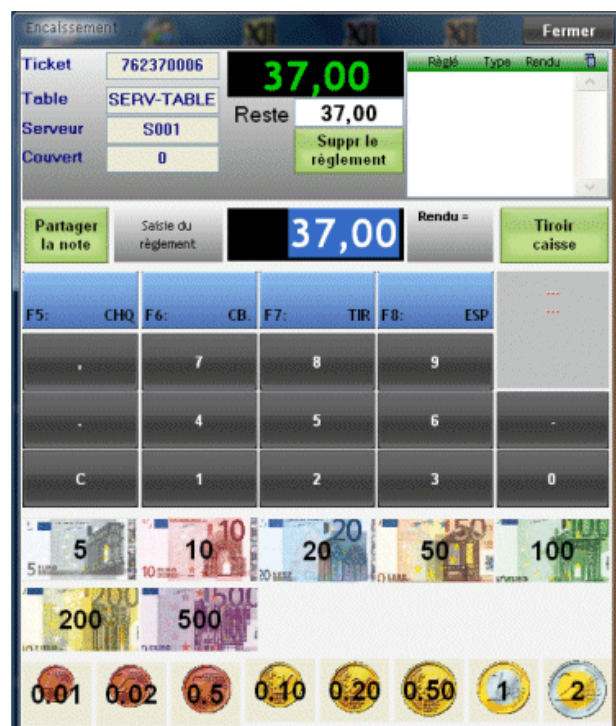 Encaissement
Fermer
Ticket 762370006
37,00
Règlé Type Rendu
Table SERV-TABLE
Reste 37,00
Serveur S001
Suppr le
règlement
Couvert 0
Partager
la note
Saisie du
règlement
37,00
Rendu =
Tiroir
caisse
F5: CHQ F6: CB. F7: TIR F8: ESP
---
---
, 7 8 9
. 4 5 6 -
C 1 2 3 0
5 10 20 50 100
200 500
0.01 0.02 0.5 0.10 0.20 0.50 1 2